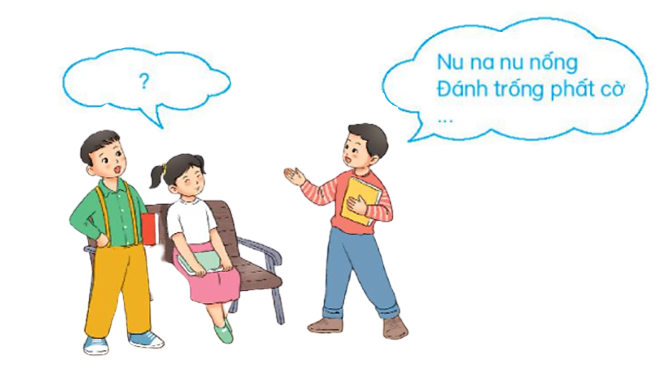 ?
Nu na nu nống
Đánh trống phất cờ
...